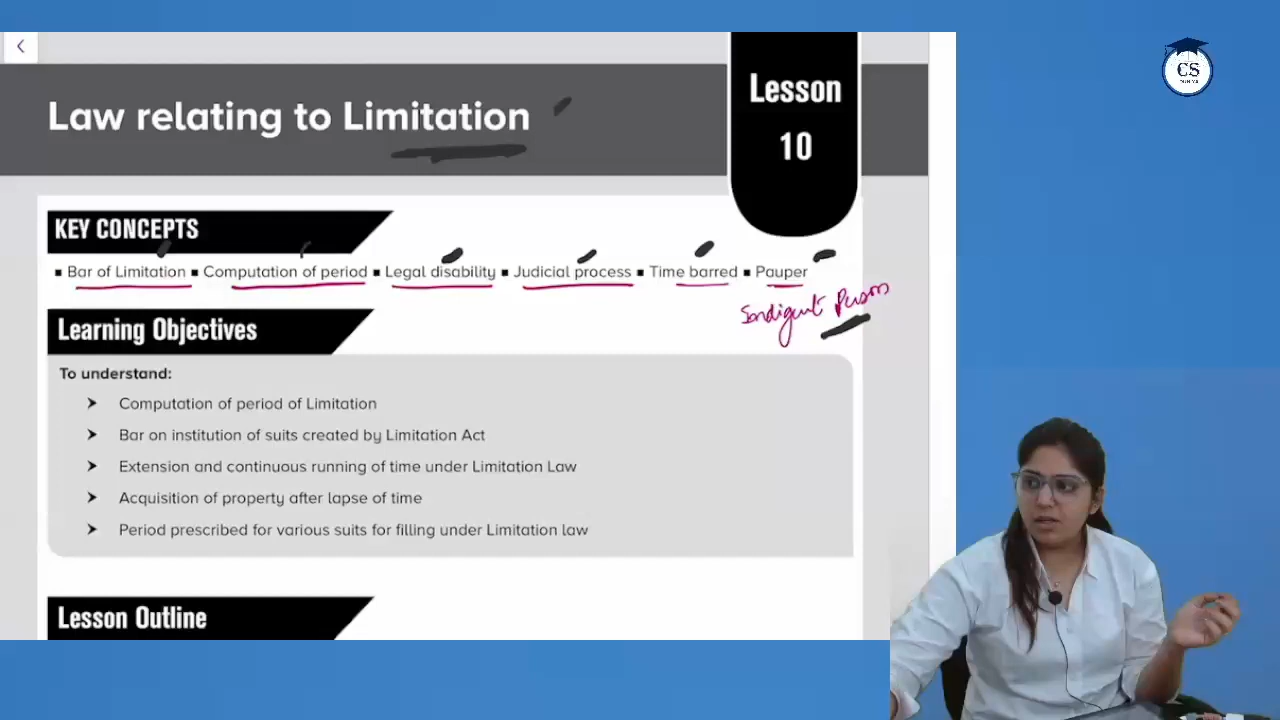 CS
Law relating to Limitation
Lesson
10
KEY CONCEPTS
▪ Bar of Limitation ▪ Computation of period ▪ Legal disability ▪ Judicial process ▪ Time barred ▪ Pauper
Indigent Person
Learning Objectives
To understand:
➤ Computation of period of Limitation
➤ Bar on institution of suits created by Limitation Act
➤ Extension and continuous running of time under Limitation Law
➤ Acquisition of property after lapse of time
➤ Period prescribed for various suits for filling under Limitation law
Lesson Outline